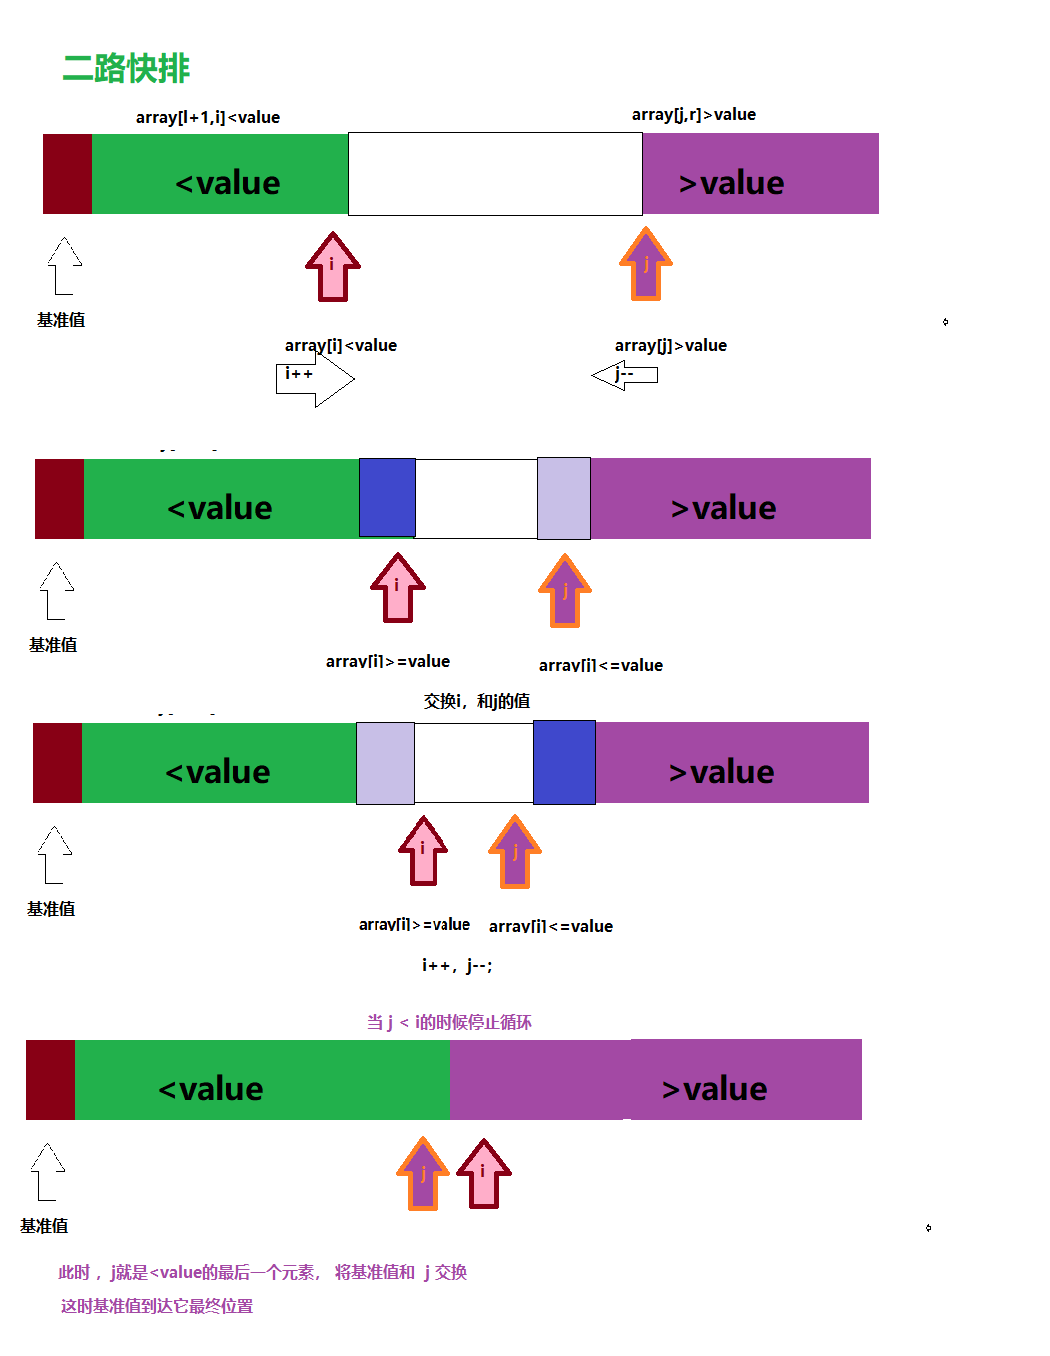 二路快排
array[l+1,i]<value
array[j,r]>value
<value
>value
i
j
基准值
array[i]<value
array[j]>value
i++
j--
<value
>value
i
j
基准值
array[i]>=value
array[j]<=value
交换i，和j的值
<value
>value
i
j
基准值
array[i]>=value
array[j]<=value
i++，j--；
当 j < i的时候停止循环
<value
>value
j
i
基准值
此时 ，j就是<value的最后一个元素， 将基准值和 j 交换
这时基准值到达它最终位置